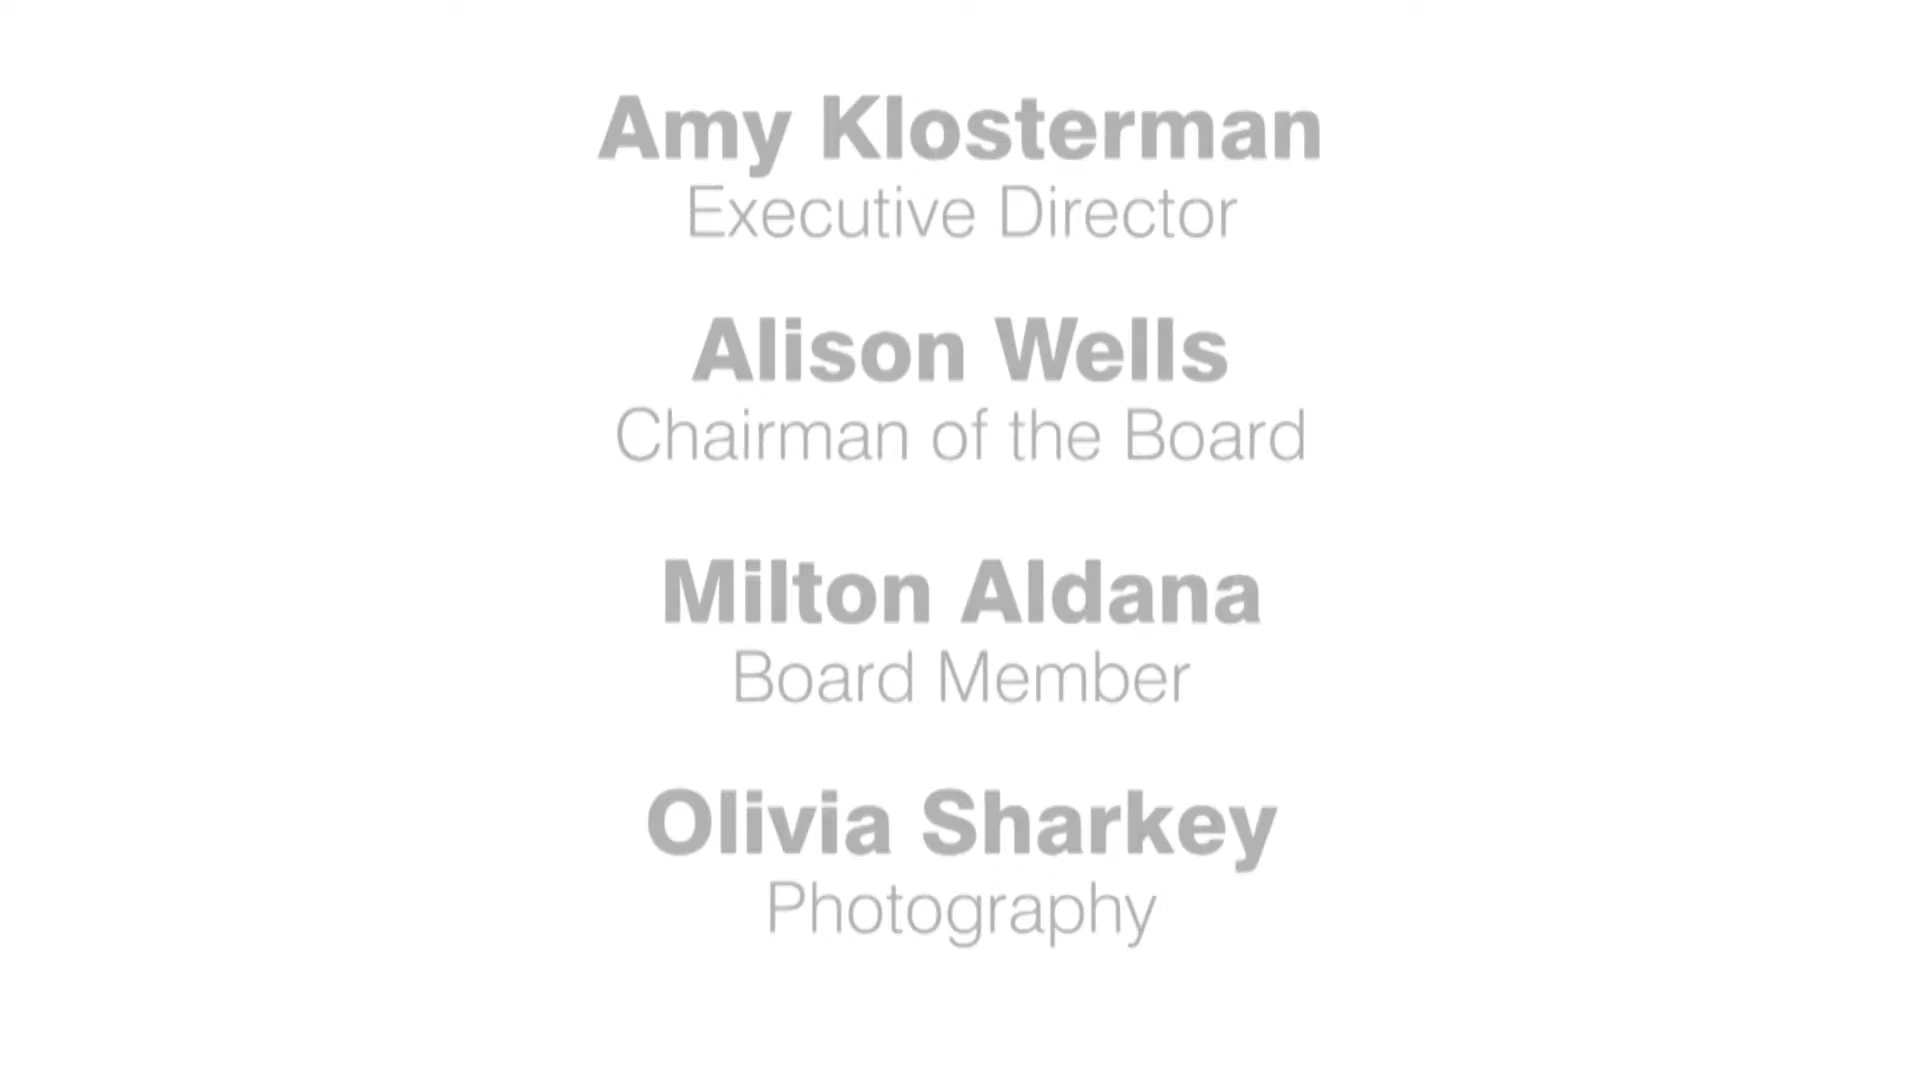 Amy Klosterman
Executive Director
Alison Wells
Chairman of the Board
Milton Aldana
Board Member
Olivia Sharkey
Photography